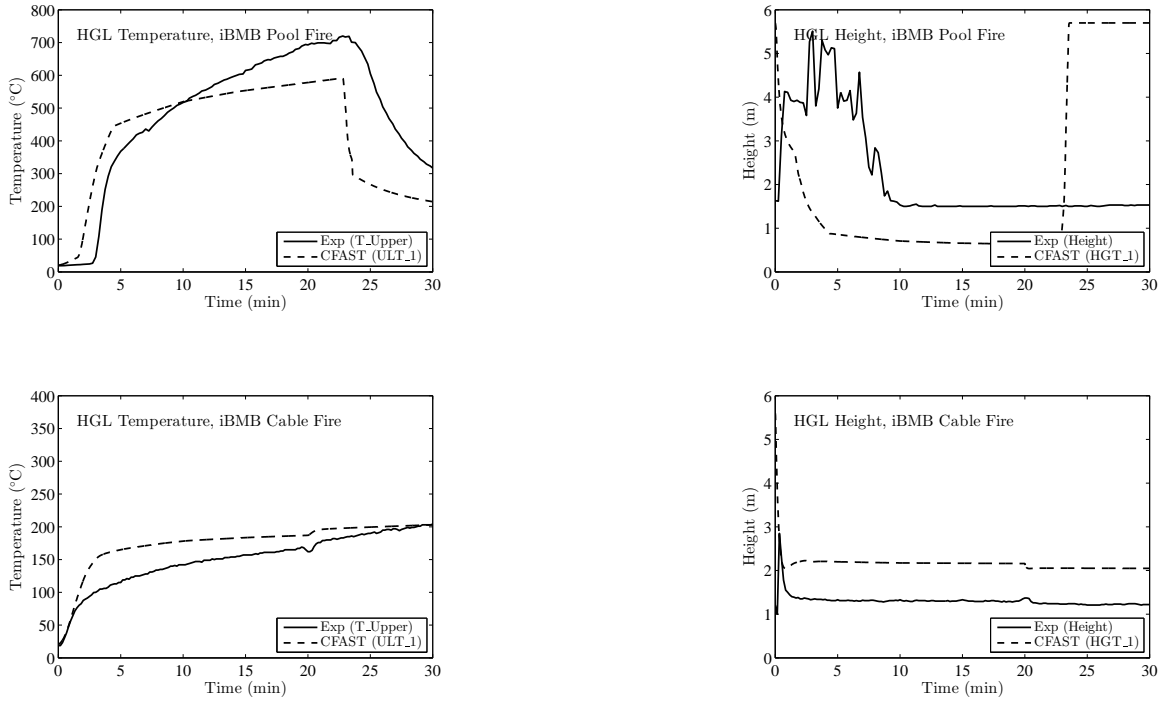 800
700
600
500
400
300
200
100
0
Temperature (°C)
HGL Temperature, iBMB Pool Fire
Exp (T_Upper)
CFAST (ULT_1)
0 5 10 15 20 25 30
Time (min)
6
5
4
3
2
1
0
Height (m)
HGL Height, iBMB Pool Fire
Exp (Height)
CFAST (HGT_1)
0 5 10 15 20 25 30
Time (min)
400
350
300
250
200
150
100
50
0
Temperature (°C)
HGL Temperature, iBMB Cable Fire
Exp (T_Upper)
CFAST (ULT_1)
0 5 10 15 20 25 30
Time (min)
6
5
4
3
2
1
0
Height (m)
HGL Height, iBMB Cable Fire
Exp (Height)
CFAST (HGT_1)
0 5 10 15 20 25 30
Time (min)